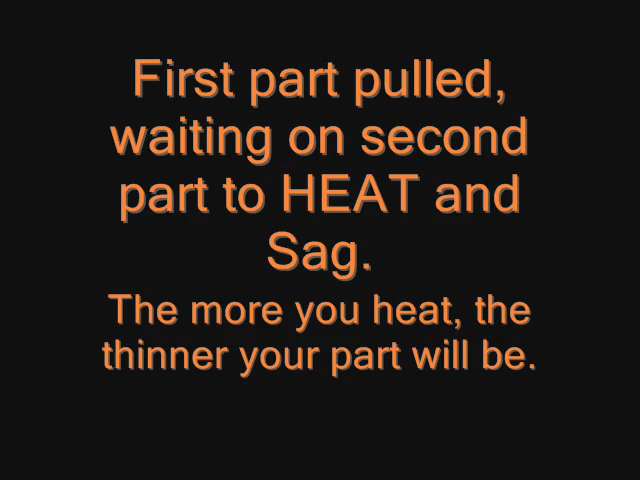 First part pulled,
waiting on second
part to HEAT and
Sag.
The more you heat, the
thinner your part will be.